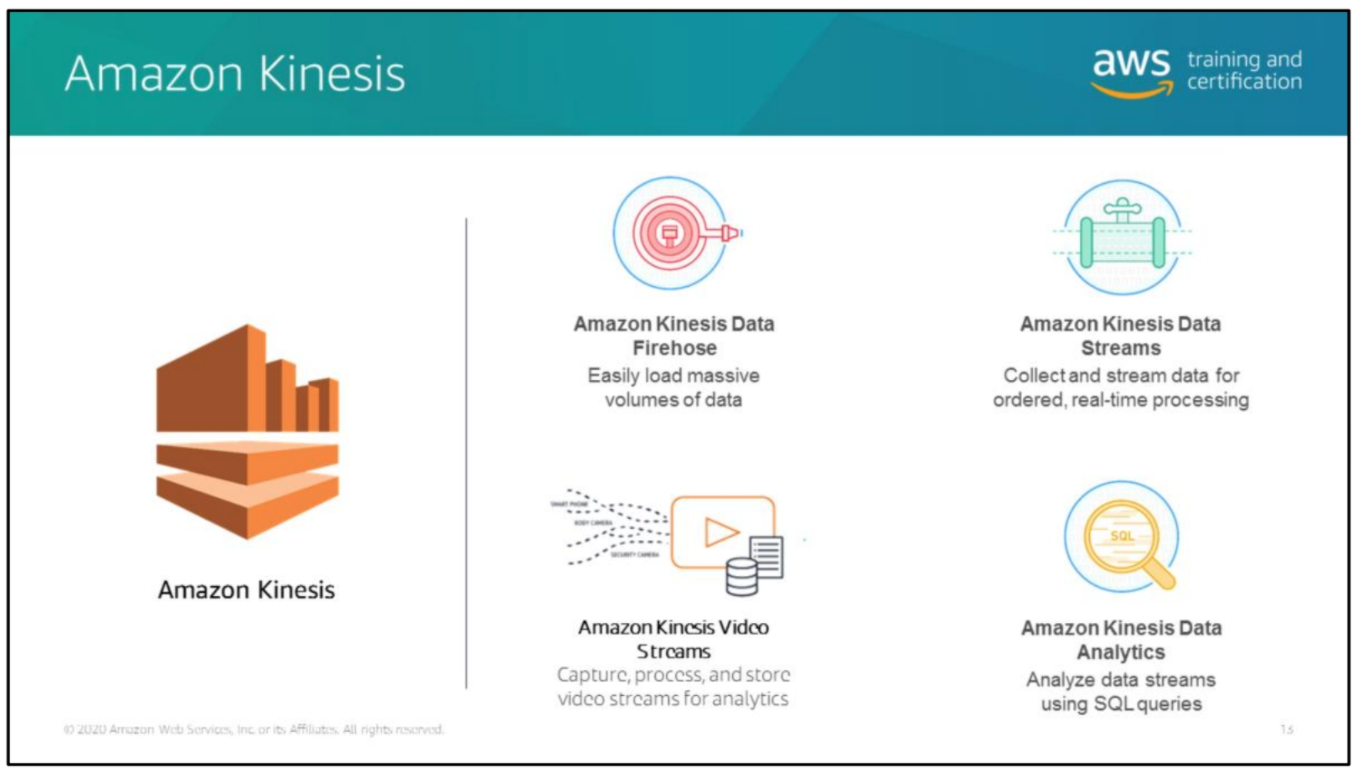 Amazon Kinesis
aws training and
certification
Amazon Kinesis
Amazon Kinesis Data
Firehose
Easily load massive
volumes of data
Amazon Kinesis Data
Streams
Collect and stream data for
ordered, real-time processing
SMART PHONE
BODY CAMERA
SECURITY CAMERA
Amazon Kinesis Video
Streams
Capture, process, and store
video streams for analytics
SQL
Amazon Kinesis Data
Analytics
Analyze data streams
using SQL queries
© 2020 Amazon Web Services, Inc. or its Affiliates. All rights reserved.
13